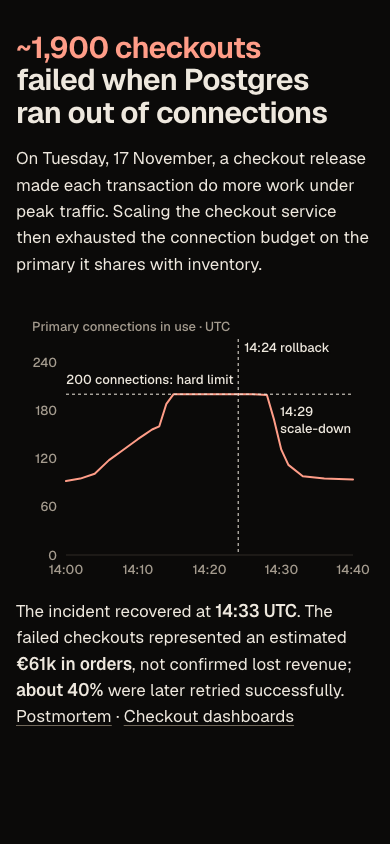 ~1,900 checkouts
failed when Postgres
ran out of connections
On Tuesday, 17 November, a checkout release
made each transaction do more work under
peak traffic. Scaling the checkout service
then exhausted the connection budget on the
primary it shares with inventory.
Primary connections in use · UTC
14:24 rollback
240
200 connections: hard limit
180
14:29
scale-down
120
60
0
14:00 14:10 14:20 14:30 14:40
The incident recovered at 14:33 UTC. The
failed checkouts represented an estimated
€61k in orders, not confirmed lost revenue;
about 40% were later retried successfully.
Postmortem · Checkout dashboards